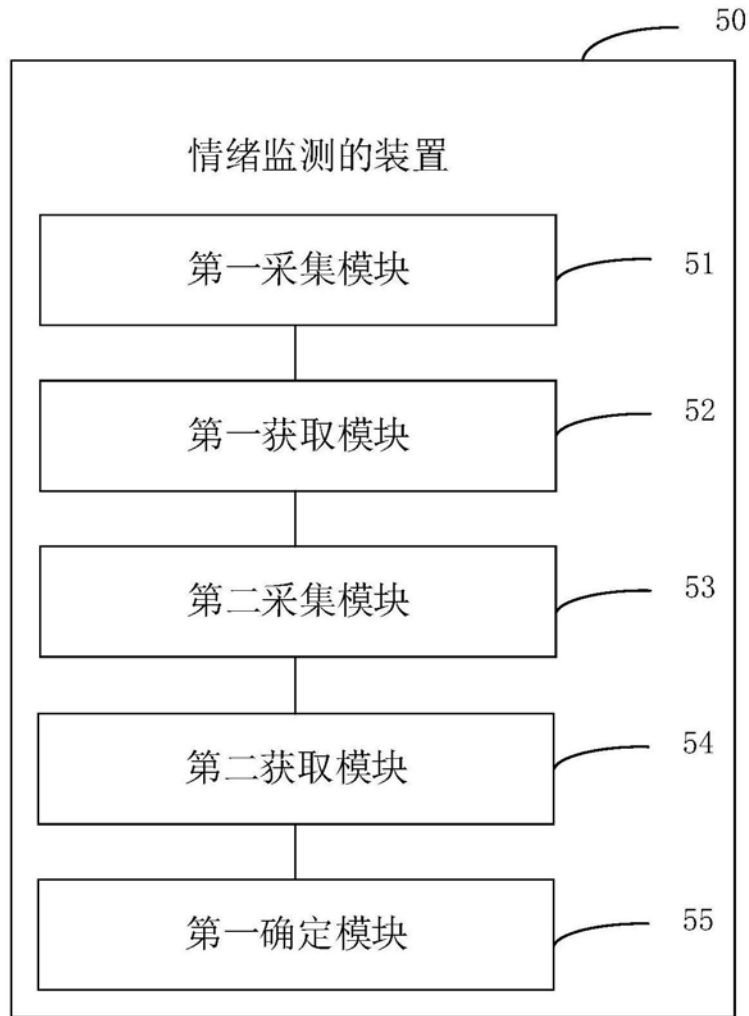 50
情绪监测的装置
第一采集模块
51
第一获取模块
52
第二采集模块
53
第二获取模块
54
第一确定模块
55